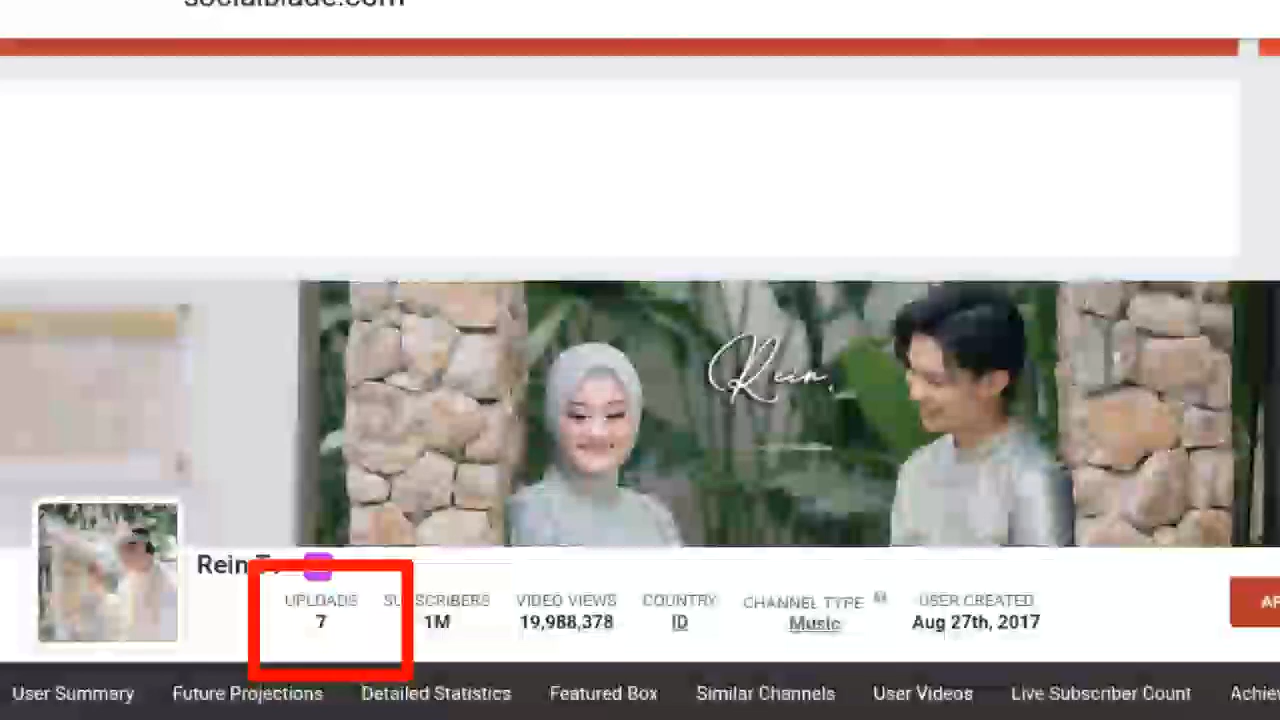 socialblade.com
Rein.
Rein
UPLOADS
7
SUBSCRIBERS
1M
VIDEO VIEWS
19,988,378
COUNTRY
ID
CHANNEL TYPE
Music
USER CREATED
Aug 27th, 2017
User Summary Future Projections Detailed Statistics Featured Box Similar Channels User Videos Live Subscriber Count